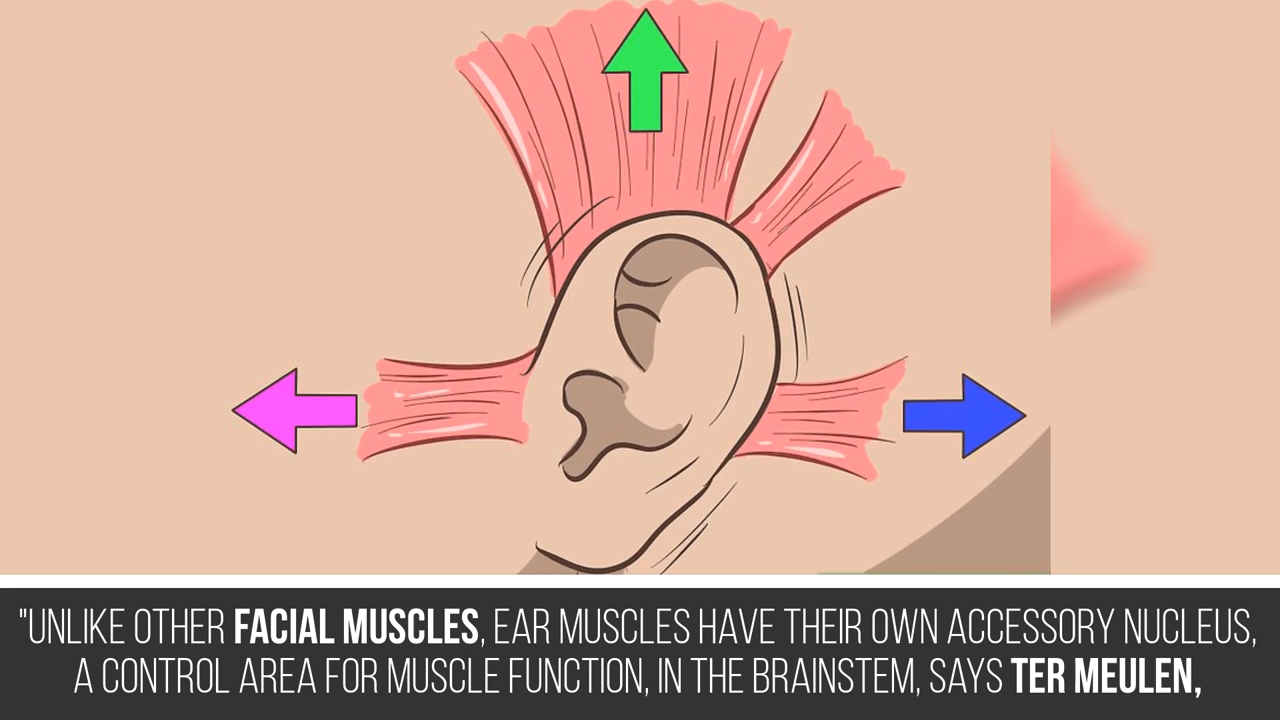 "UNLIKE OTHER FACIAL MUSCLES, EAR MUSCLES HAVE THEIR OWN ACCESSORY NUCLEUS,
A CONTROL AREA FOR MUSCLE FUNCTION, IN THE BRAINSTEM, SAYS TER MEULEN,